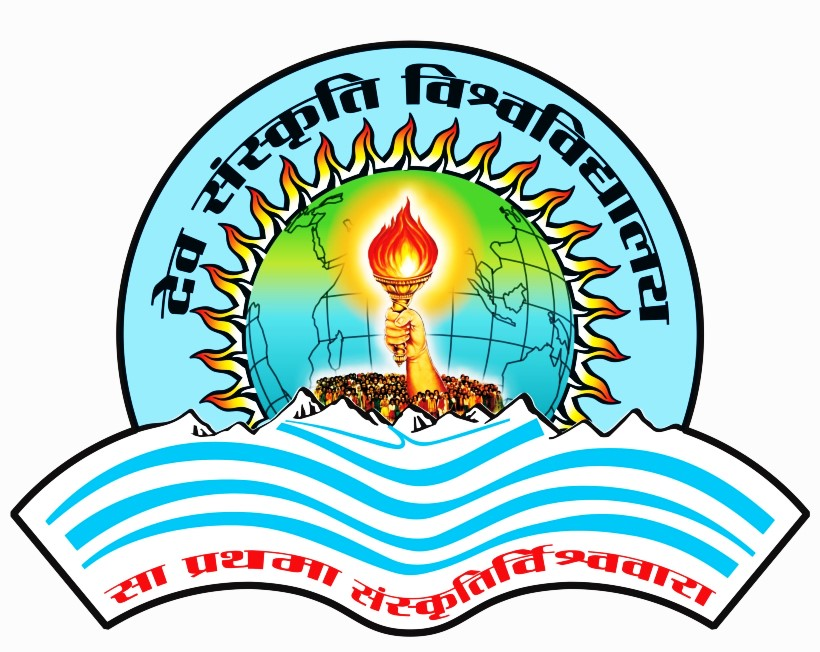 देव संस्कृति विश्वविद्यालय
सा प्रथमा संस्कृतिर्विश्ववारा